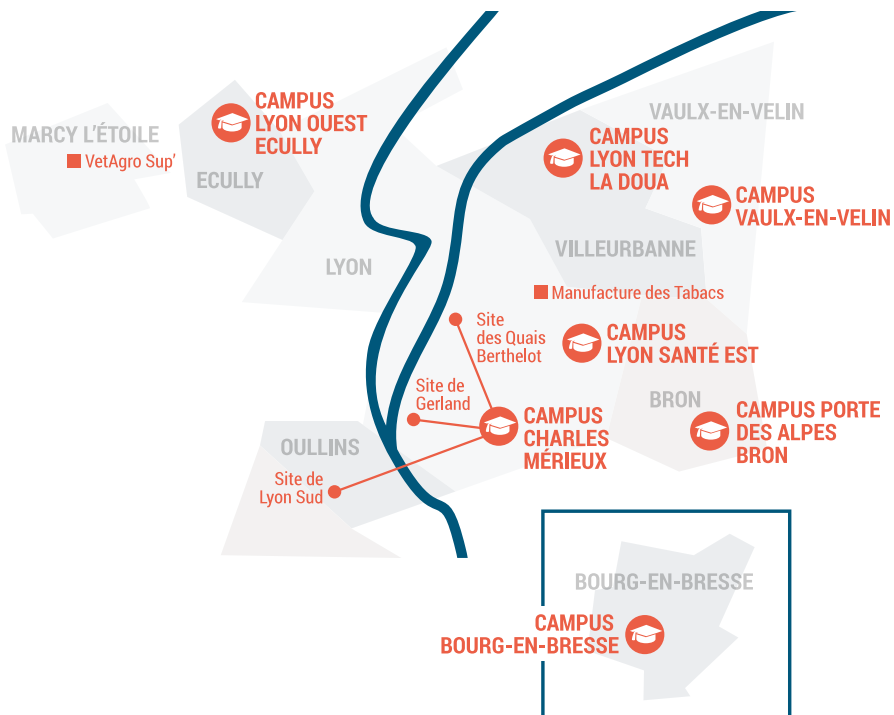 CAMPUS
LYON OUEST
ECULLY
MARCY L'ÉTOILE
VetAgro Sup'
ECULLY
VAULX-EN-VELIN
CAMPUS
LYON TECH
LA DOUA
CAMPUS
VAULX-EN-VELIN
LYON
VILLEURBANNE
Manufacture des Tabacs
Site
des Quais
Berthelot
CAMPUS
LYON SANTÉ EST
Site de
Gerland
CAMPUS
CHARLES
MÉRIEUX
BRON
CAMPUS PORTE
DES ALPES
BRON
OULLINS
Site de
Lyon Sud
BOURG-EN-BRESSE
CAMPUS
BOURG-EN-BRESSE